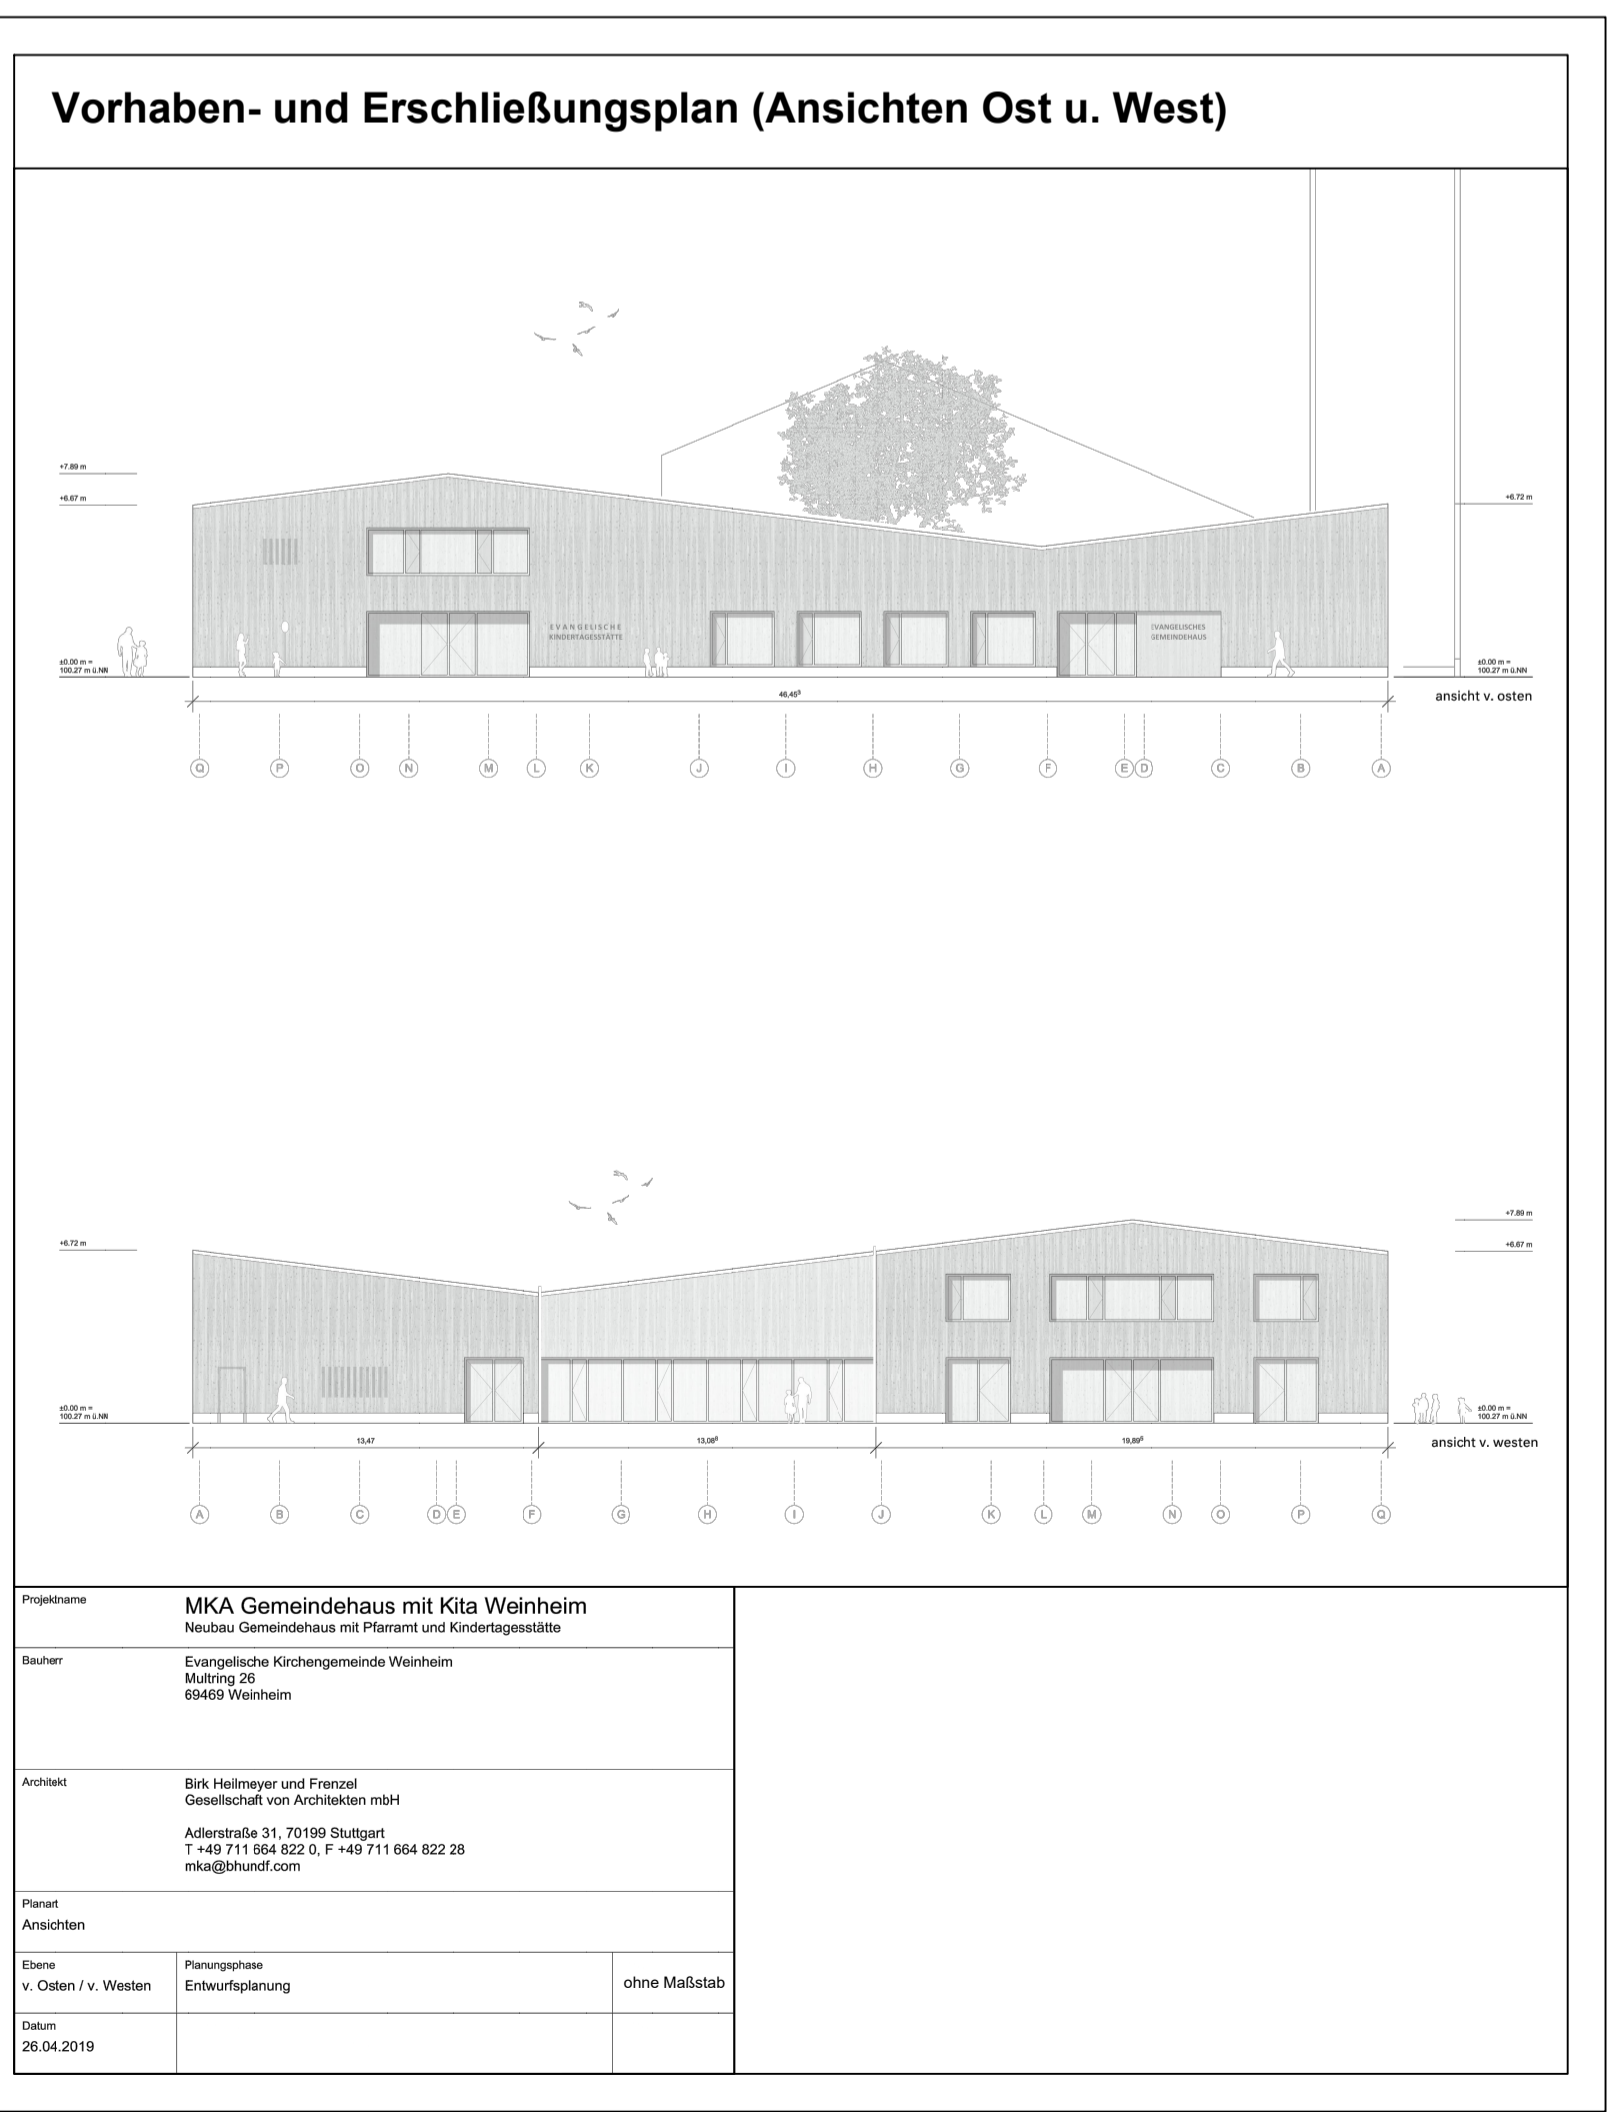 Vorhaben- und Erschließungsplan (Ansichten Ost u. West)
+7.89 m
+6.67 m
+6.72 m
EVANGELISCHE
KINDERTAGESSTÄTTE
EVANGELISCHES
GEMEINDEHAUS
±0.00 m =
100.27 m ü.NN
±0.00 m =
100.27 m ü.NN
46,45⁵
ansicht v. osten
Q P O N M L K J I H G F E D C B A
+6.72 m
+7.89 m
+6.67 m
±0.00 m =
100.27 m ü.NN
±0.00 m =
100.27 m ü.NN
13,47 13,08⁸ 19,89⁵
ansicht v. westen
A B C D E F G H I J K L M N O P Q
Projektname
MKA Gemeindehaus mit Kita Weinheim
Neubau Gemeindehaus mit Pfarramt und Kindertagesstätte
Bauherr
Evangelische Kirchengemeinde Weinheim
Multring 26
69469 Weinheim
Architekt
Birk Heilmeyer und Frenzel
Gesellschaft von Architekten mbH
Adlerstraße 31, 70199 Stuttgart
T +49 711 664 822 0, F +49 711 664 822 28
mka@bhundf.com
Planart
Ansichten
Ebene
v. Osten / v. Westen
Planungsphase
Entwurfsplanung
ohne Maßstab
Datum
26.04.2019